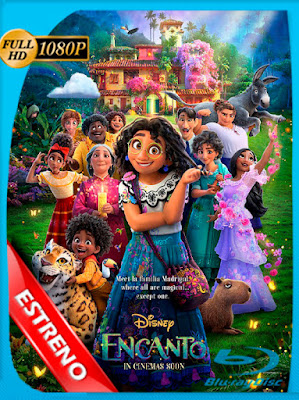 FULL HD 1080P
Meet la familia Madrigal
where all are magical...
except one.
Disney
ENCANTO
IN CINEMAS SOON
ESTRENO
Blu-ray Disc